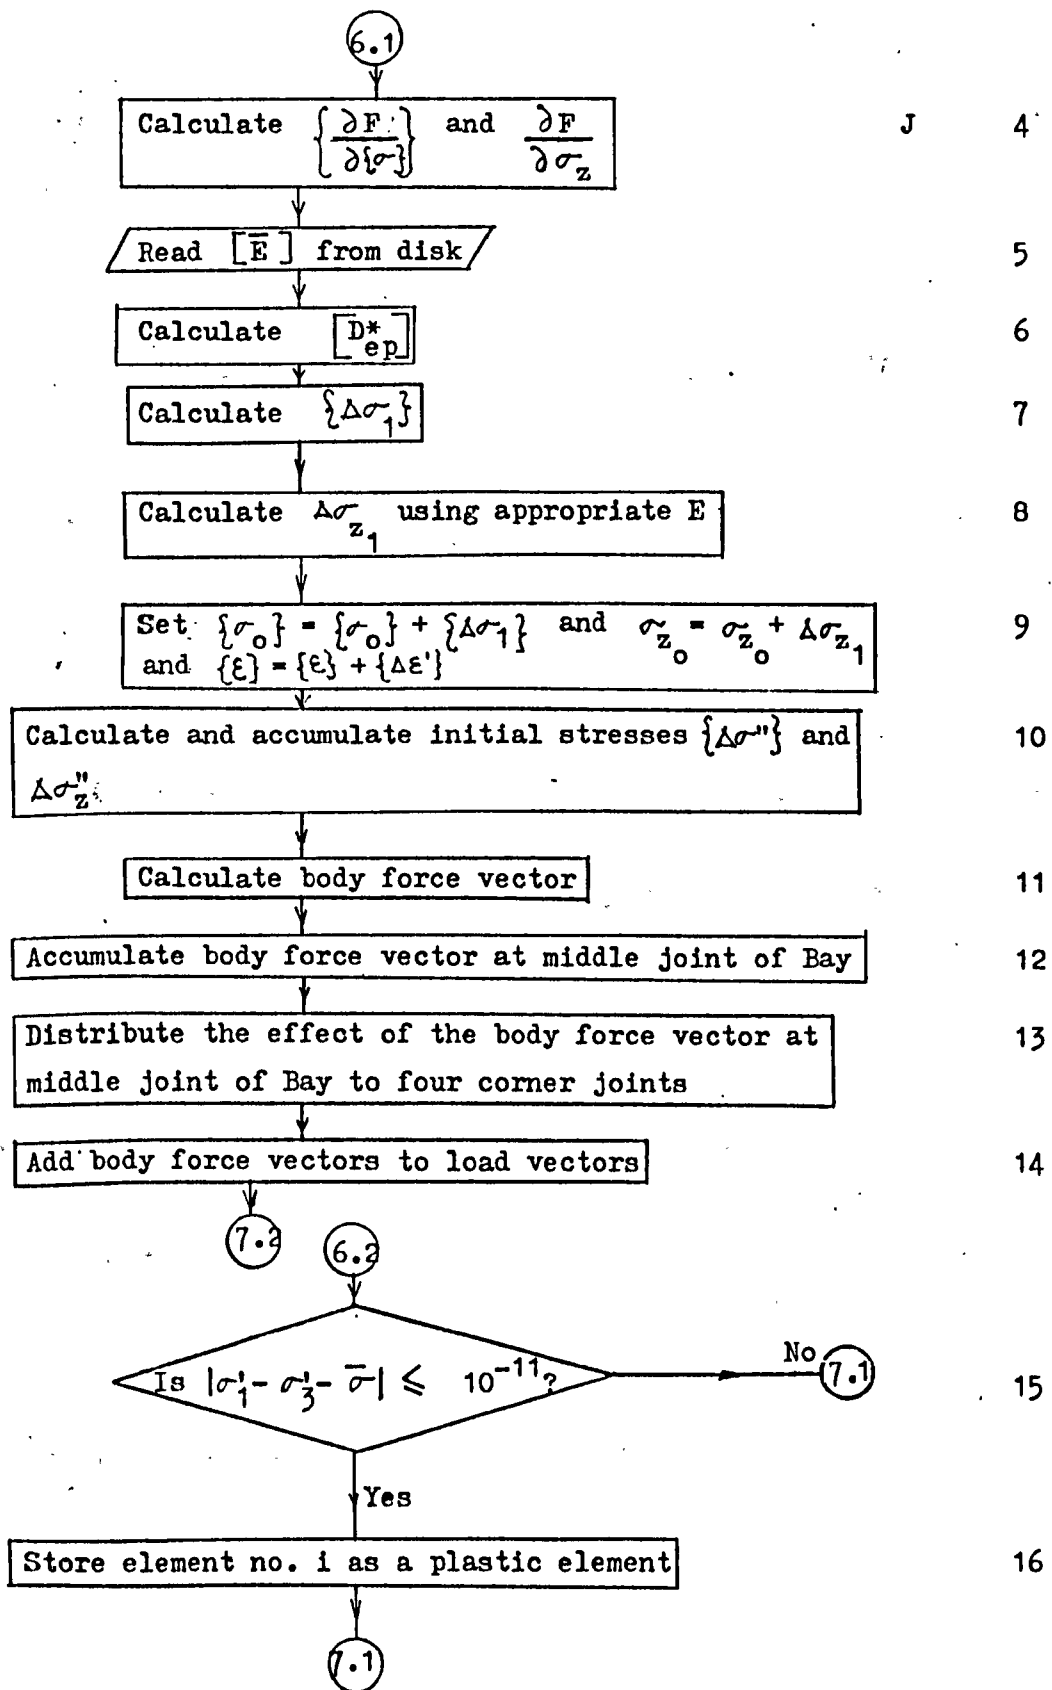 6.1
Calculate {∂F/∂{σ}} and ∂F/∂σz J 4
Read [E̅] from disk 5
Calculate [D*ep] 6
Calculate {Δσ1} 7
Calculate Δσz1 using appropriate E 8
Set {σo} = {σo} + {Δσ1} and σzo = σzo + Δσz1 9
and {ε} = {ε} + {Δε'}
Calculate and accumulate initial stresses {Δσ"} and 10
Δσ"z
Calculate body force vector 11
Accumulate body force vector at middle joint of Bay 12
Distribute the effect of the body force vector at 13
middle joint of Bay to four corner joints
Add body force vectors to load vectors 14
7.2 6.2
Is |σ'1 - σ'3 - σ̅| ⩽ 10⁻¹¹? No 7.1 15
Yes
Store element no. i as a plastic element 16
7.1